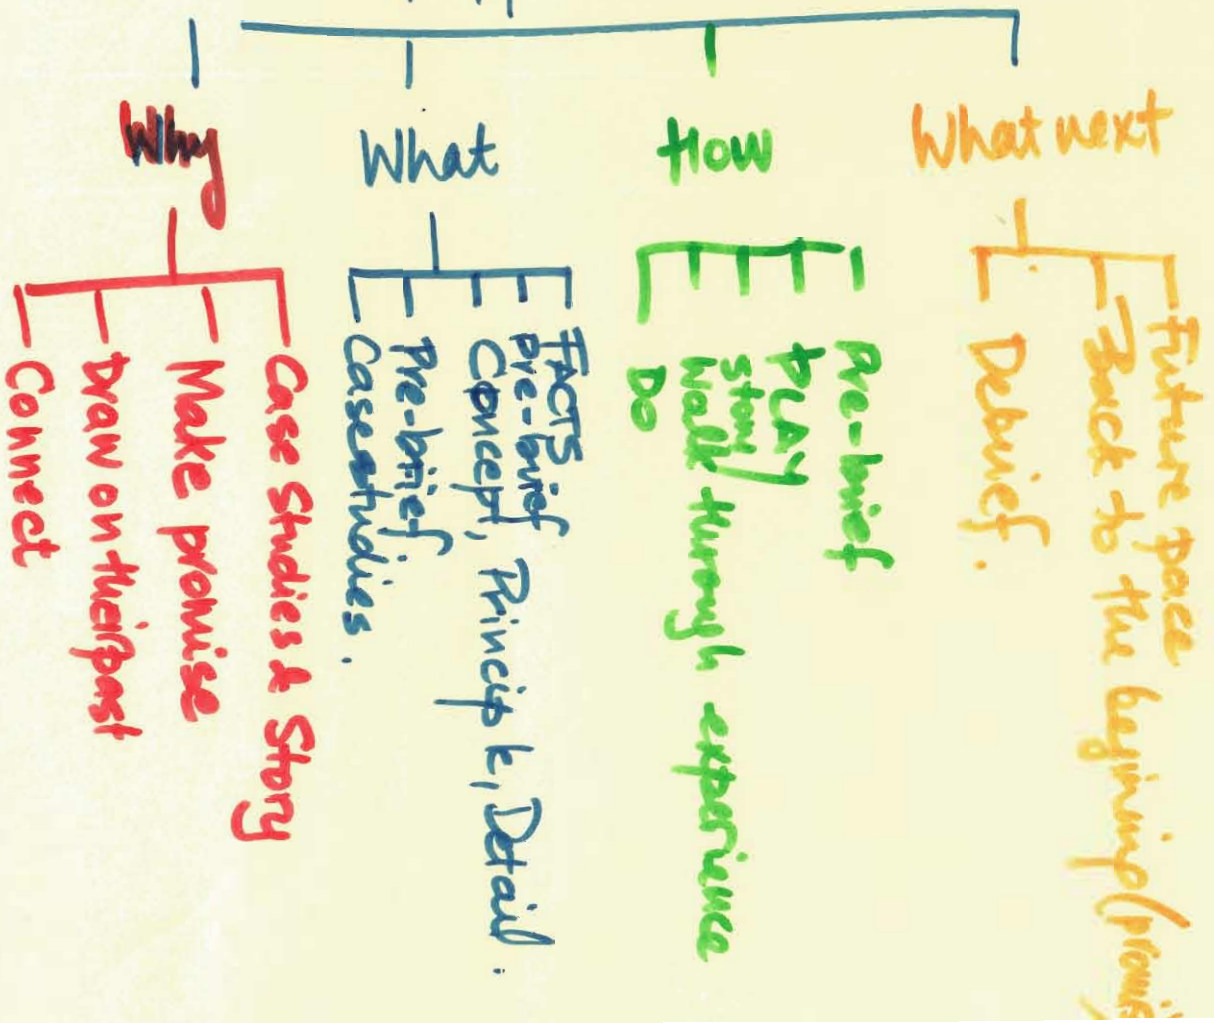 Why
Case Studies & Story
Make promise
Draw on their past
Connect
What
FACTS
Pre-brief
Concept, Principle, Detail.
Pre-brief
Case studies.
How
Pre-brief
PLAY
Story/
Walk through experience
Do
What next
Future pace
Back to the beginning/promise
Debrief.